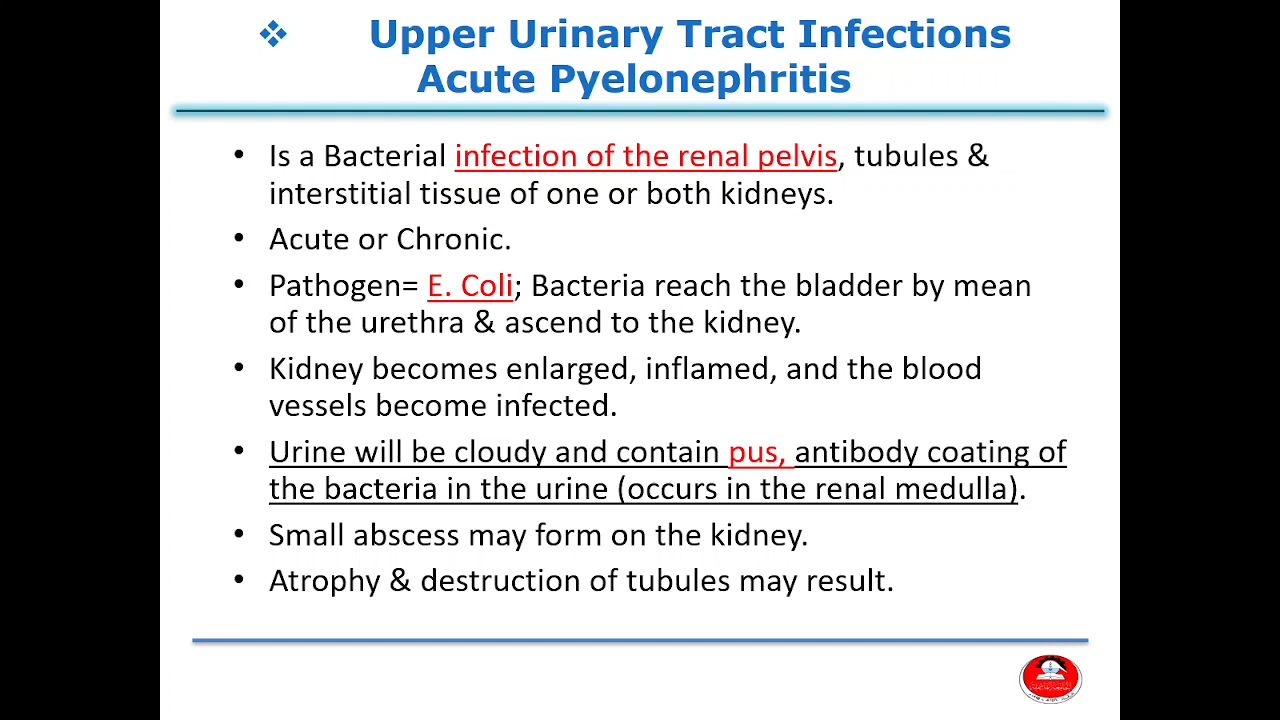 ❖ Upper Urinary Tract Infections
Acute Pyelonephritis
• Is a Bacterial infection of the renal pelvis, tubules &
interstitial tissue of one or both kidneys.
• Acute or Chronic.
• Pathogen= E. Coli; Bacteria reach the bladder by mean
of the urethra & ascend to the kidney.
• Kidney becomes enlarged, inflamed, and the blood
vessels become infected.
• Urine will be cloudy and contain pus, antibody coating of
the bacteria in the urine (occurs in the renal medulla).
• Small abscess may form on the kidney.
• Atrophy & destruction of tubules may result.